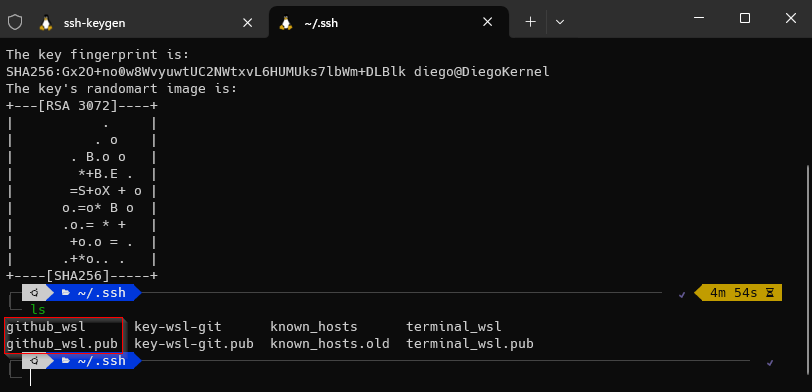 ssh-keygen
~/.ssh
The key fingerprint is:
SHA256:Gx2O+no0w8WvyuwtUC2NWtxvL6HUMUks7lbWm+DLBlk diego@DiegoKernel
The key's randomart image is:
+---[RSA 3072]----+
|           .     |
|          . o    |
|       . B.o o   |
|        *+B.E .  |
|       =S+oX + o |
|      o.=o* B o  |
|      .o.= * +   |
|       +o.o = .  |
|      .+*o.. .   |
+----[SHA256]-----+
~/.ssh 4m 54s
ls
github_wsl key-wsl-git known_hosts terminal_wsl
github_wsl.pub key-wsl-git.pub known_hosts.old terminal_wsl.pub
~/.ssh